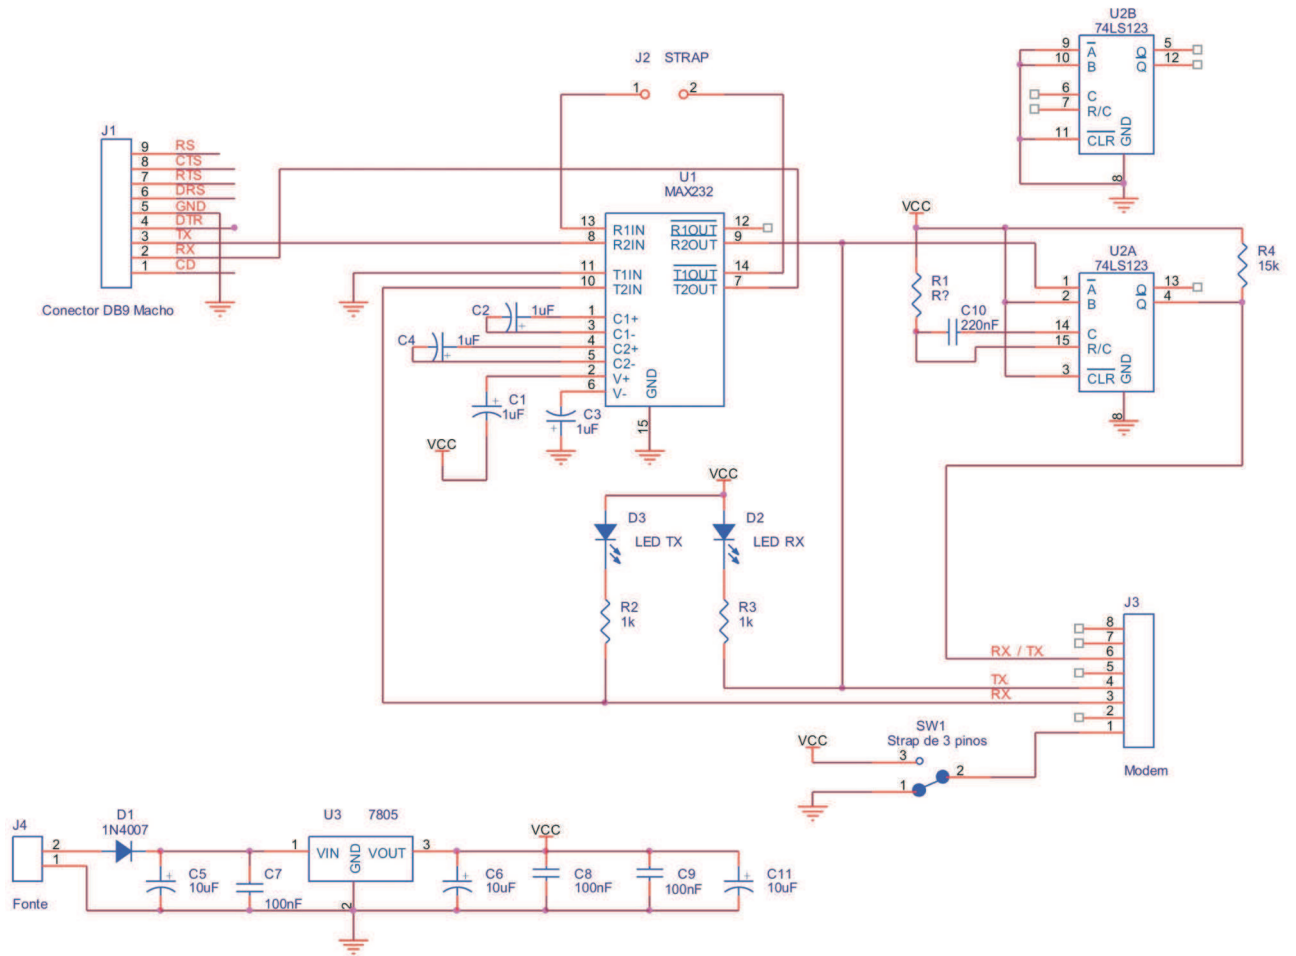 U2B
74LS123
9 A Q 5
10 B Q 12
6 C
7 R/C
11 CLR GND
8
J2 STRAP
1 2
J1
9 RS
8 CTS
7 RTS
6 DRS
5 GND
4 DTR
3 TX
2 RX
1 CD
Conector DB9 Macho
U1
MAX232
13 R1IN R1OUT 12
8 R2IN R2OUT 9
11 T1IN T1OUT 14
10 T2IN T2OUT 7
1 C1+
3 C1-
4 C2+
5 C2-
2 V+
6 V-
GND
15
C2 1uF
C4 1uF
C1
1uF
C3
1uF
VCC
VCC
R1
R?
C10
220nF
U2A
74LS123
1 A Q 13
2 B Q 4
14 C
15 R/C
3 CLR GND
8
R4
15k
VCC
D3
LED TX
D2
LED RX
R2
1k
R3
1k
J3
8
7
RX / TX 6
5
TX 4
RX 3
2
1
Modem
SW1
Strap de 3 pinos
VCC
3
1 2
J4
2
1
Fonte
D1
1N4007
C5
10uF
C7
100nF
U3 7805
1 VIN GND VOUT 3
2
VCC
C6
10uF
C8
100nF
C9
100nF
C11
10uF